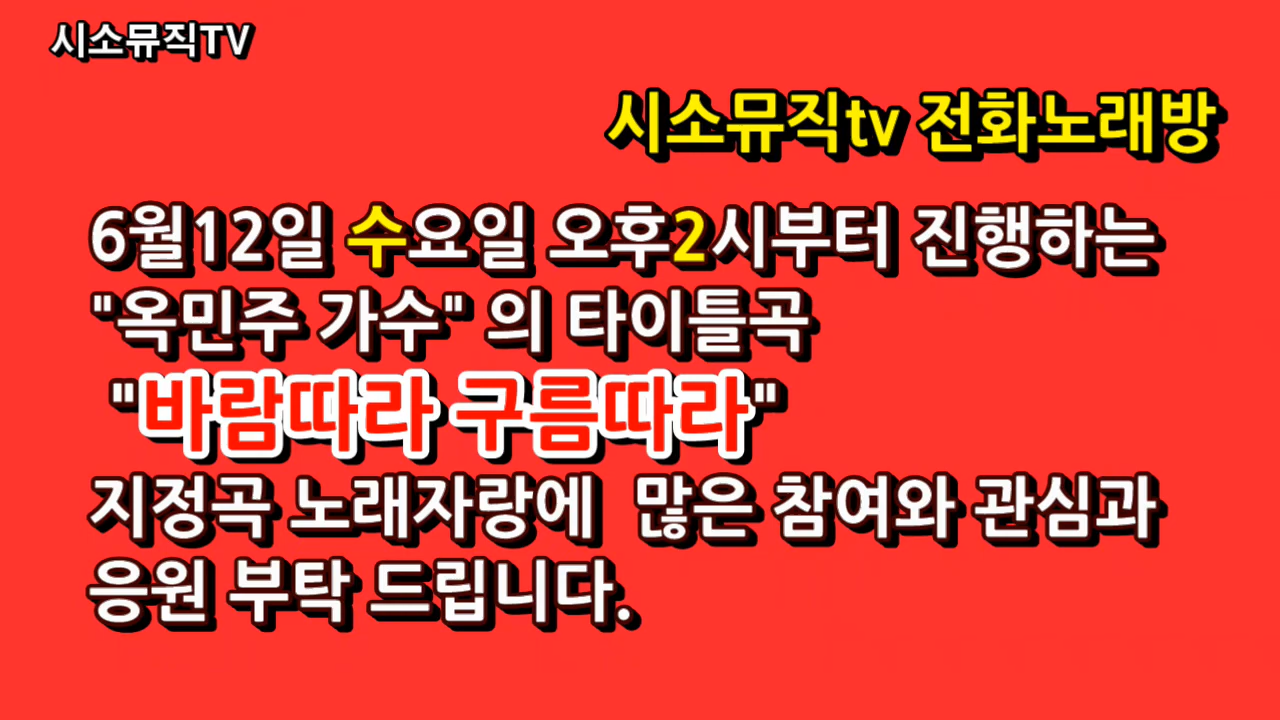 시소뮤직TV
시소뮤직tv 전화노래방
6월12일 수요일 오후2시부터 진행하는
"옥민주 가수" 의 타이틀곡
"바람따라 구름따라"
지정곡 노래자랑에 많은 참여와 관심과
응원 부탁 드립니다.